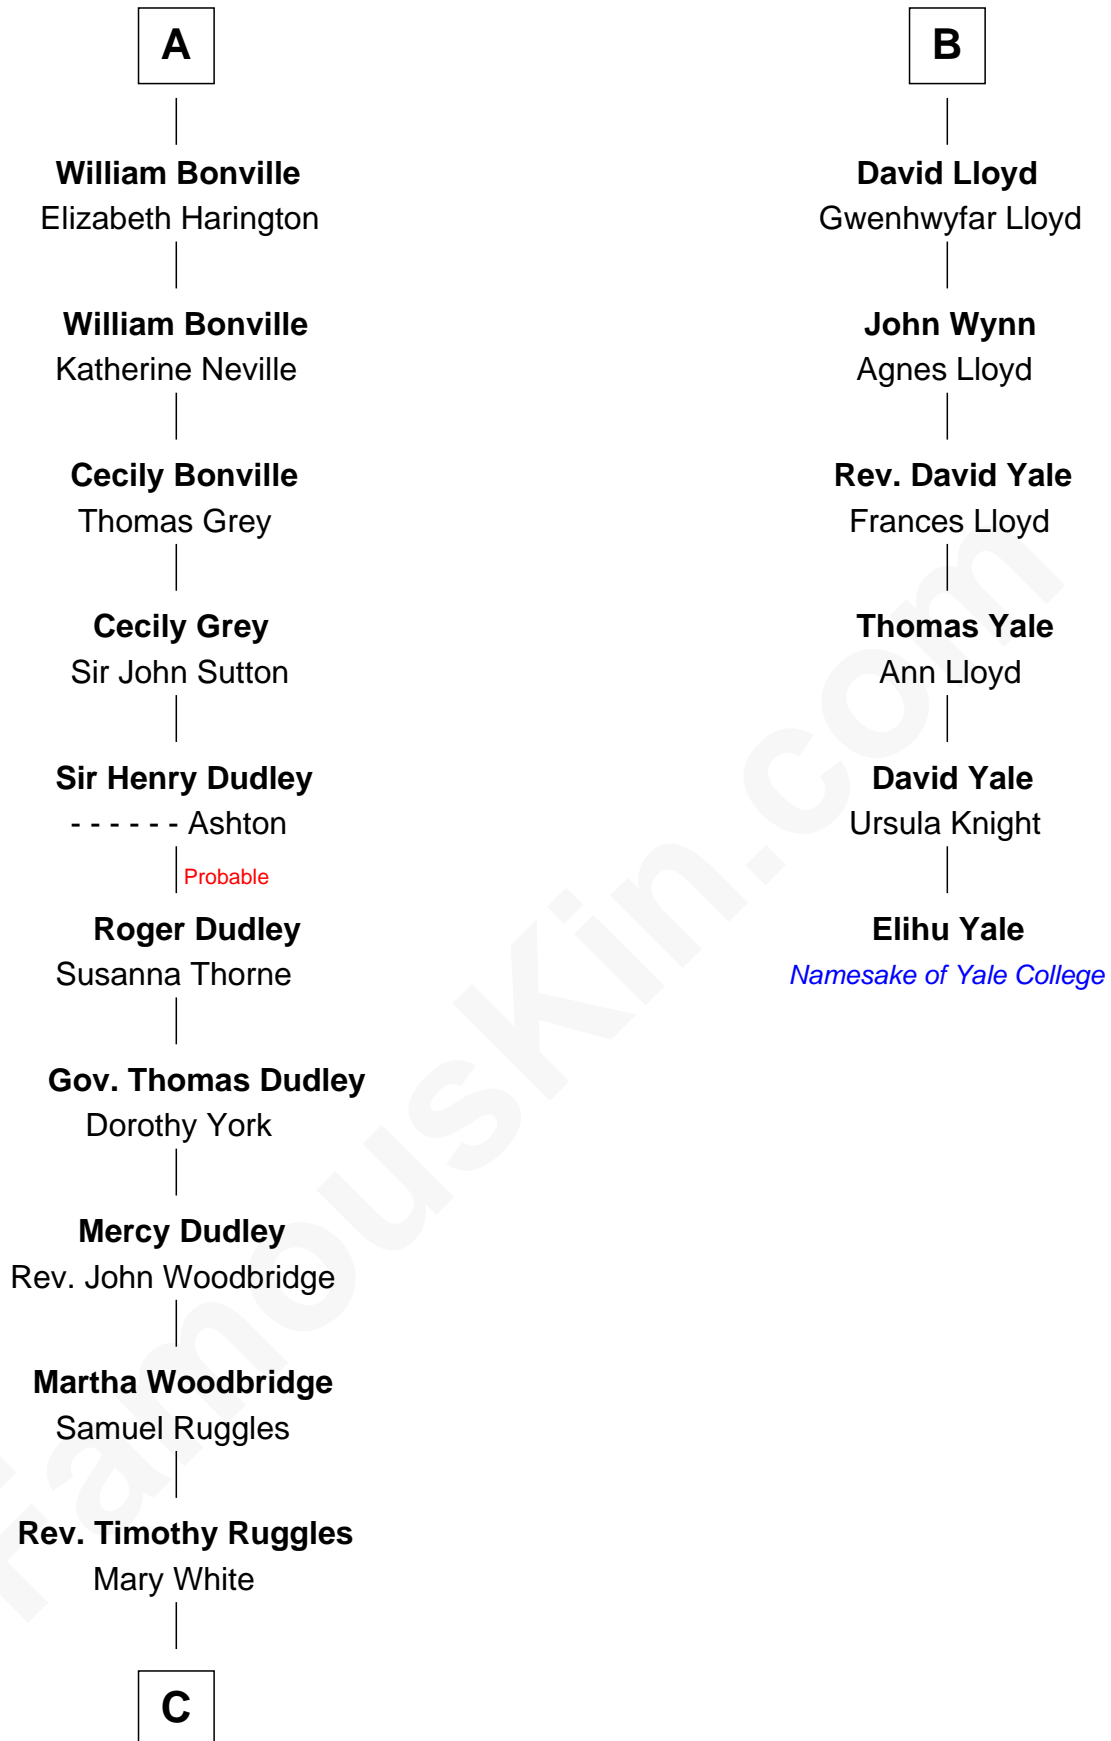 A
William Bonville
Elizabeth Harington
William Bonville
Katherine Neville
Cecily Bonville
Thomas Grey
Cecily Grey
Sir John Sutton
Sir Henry Dudley
- - - - - - Ashton
Probable
Roger Dudley
Susanna Thorne
Gov. Thomas Dudley
Dorothy York
Mercy Dudley
Rev. John Woodbridge
Martha Woodbridge
Samuel Ruggles
Rev. Timothy Ruggles
Mary White
C
B
David Lloyd
Gwenhwyfar Lloyd
John Wynn
Agnes Lloyd
Rev. David Yale
Frances Lloyd
Thomas Yale
Ann Lloyd
David Yale
Ursula Knight
Elihu Yale
Namesake of Yale College
FamousKin.com